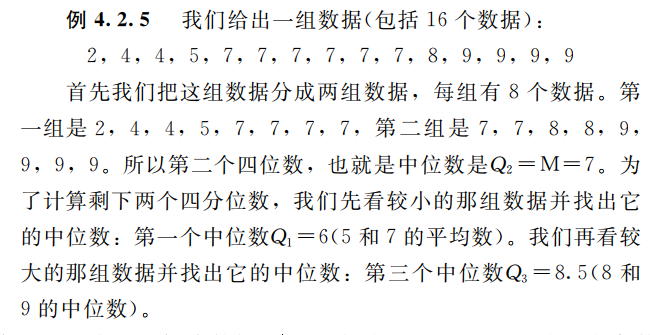 例 4.2.5 我们给出一组数据(包括 16 个数据):
2, 4, 4, 5, 7, 7, 7, 7, 7, 7, 8, 9, 9, 9, 9
首先我们把这组数据分成两组数据,每组有 8 个数据。第
一组是 2, 4, 4, 5, 7, 7, 7, 7, 第二组是 7, 7, 8, 8, 9,
9, 9, 9。所以第二个四位数,也就是中位数是Q₂=M=7。为
了计算剩下两个四分位数,我们先看较小的那组数据并找出它
的中位数:第一个中位数Q₁=6(5 和 7 的平均数)。我们再看较
大的那组数据并找出它的中位数:第三个中位数Q₃=8.5(8 和
9 的中位数)。